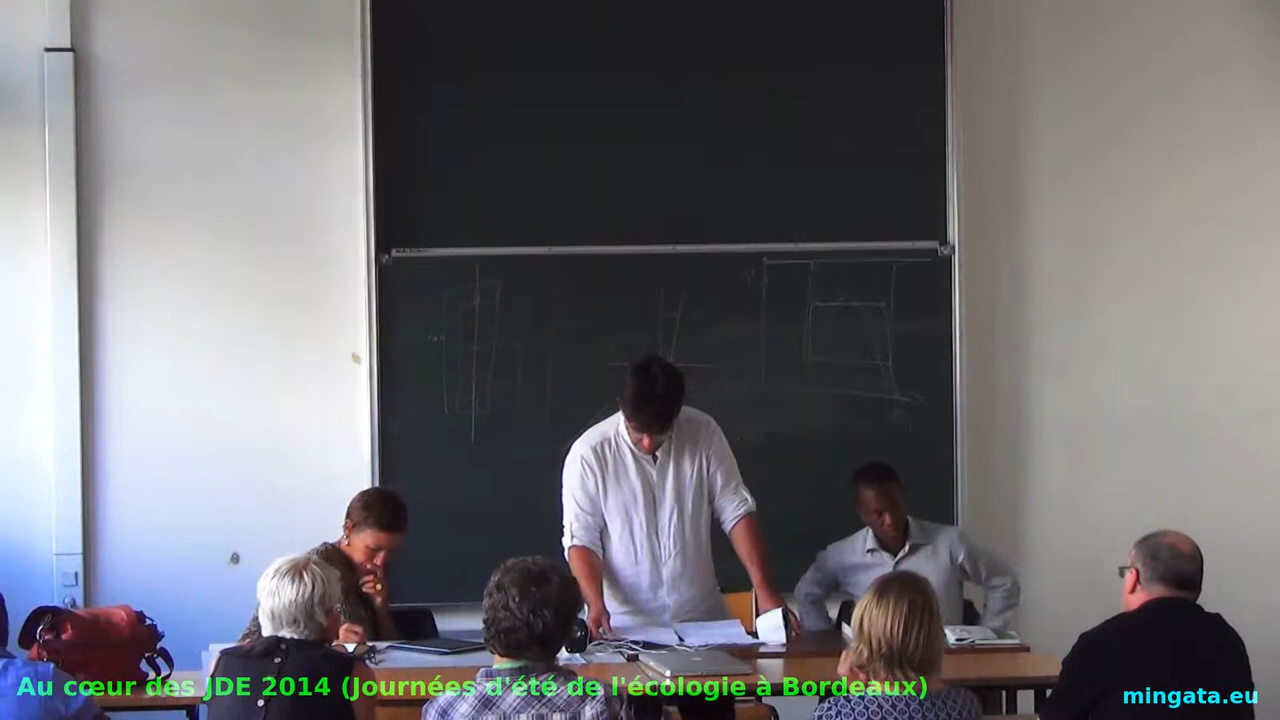 Au cœur des JDE 2014 (Journées d'été de l'écologie à Bordeaux)
mingata.eu